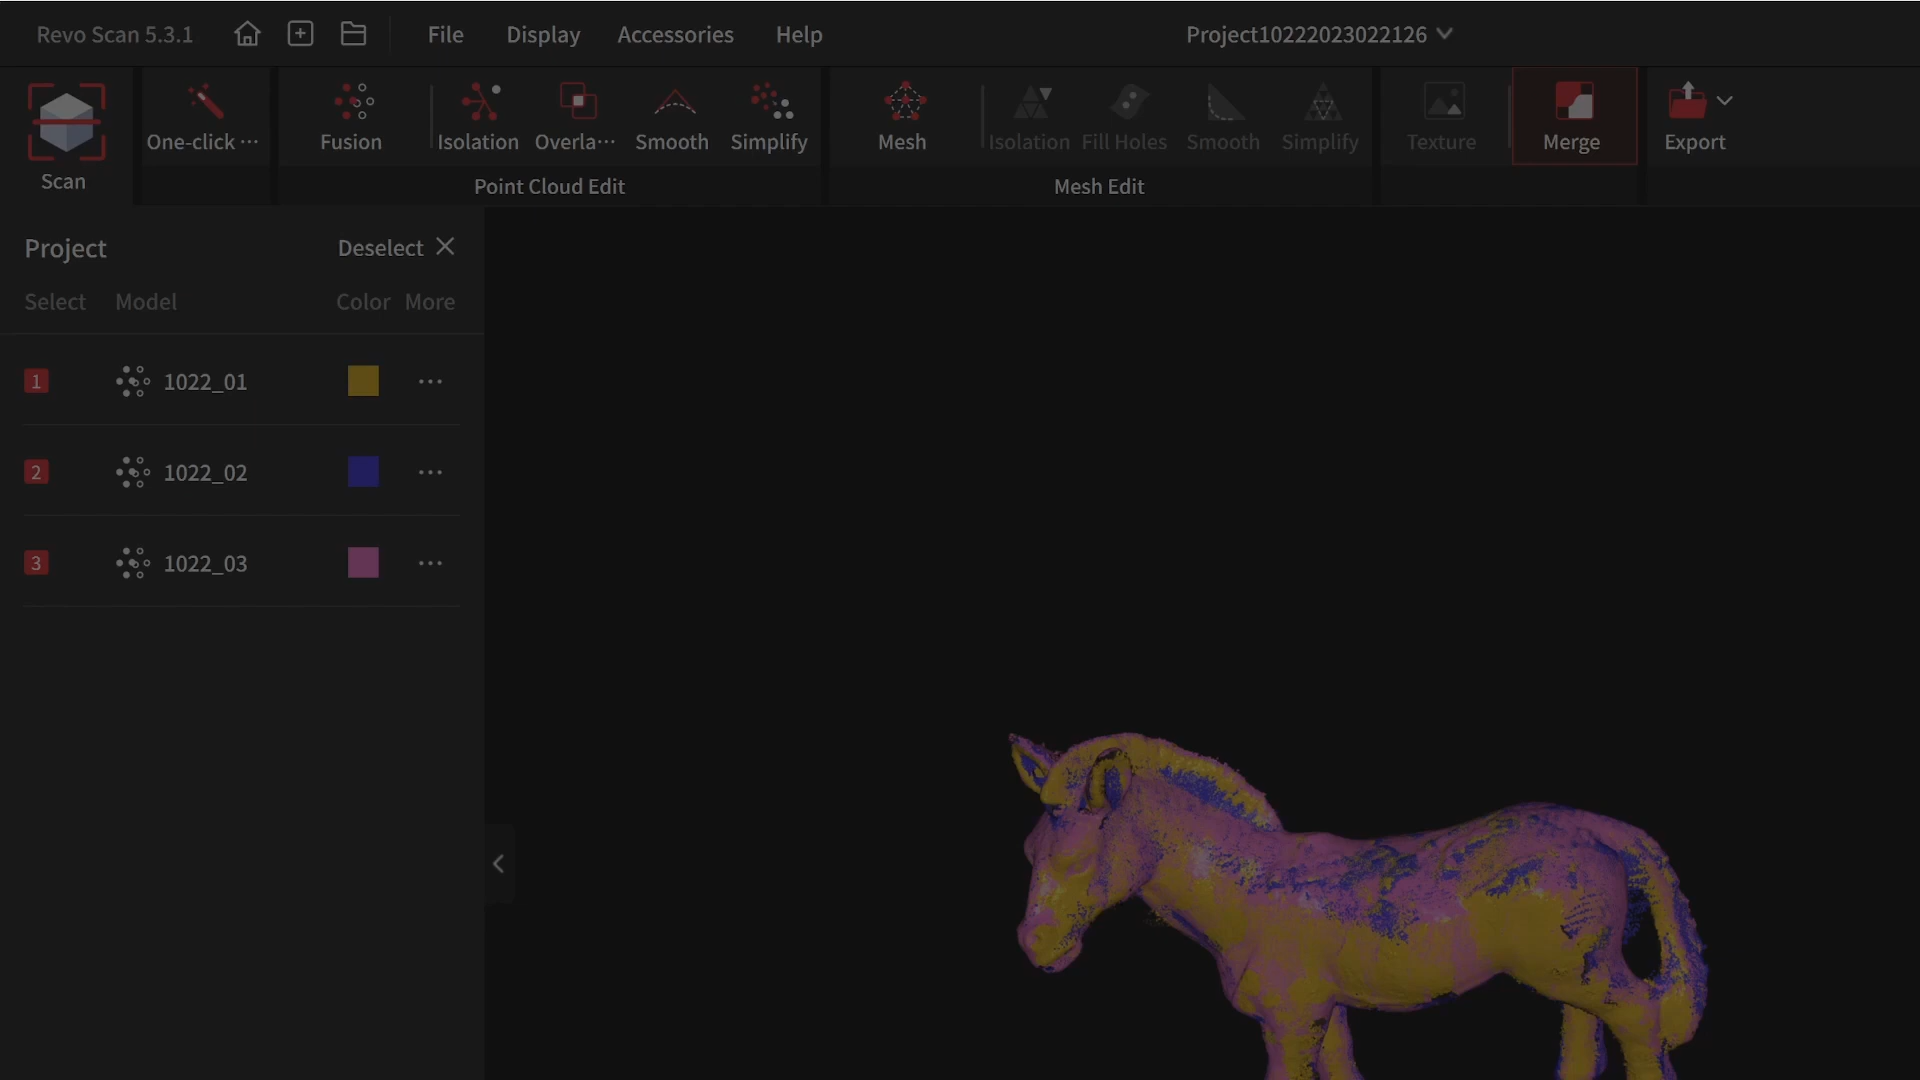 Revo Scan 5.3.1
File Display Accessories Help
Project10222023022126
Scan
One-click ···
Fusion
Isolation
Overla···
Smooth
Simplify
Point Cloud Edit
Mesh
Isolation
Fill Holes
Smooth
Simplify
Mesh Edit
Texture
Merge
Export
Project
Deselect
Select Model Color More
1 1022_01
2 1022_02
3 1022_03